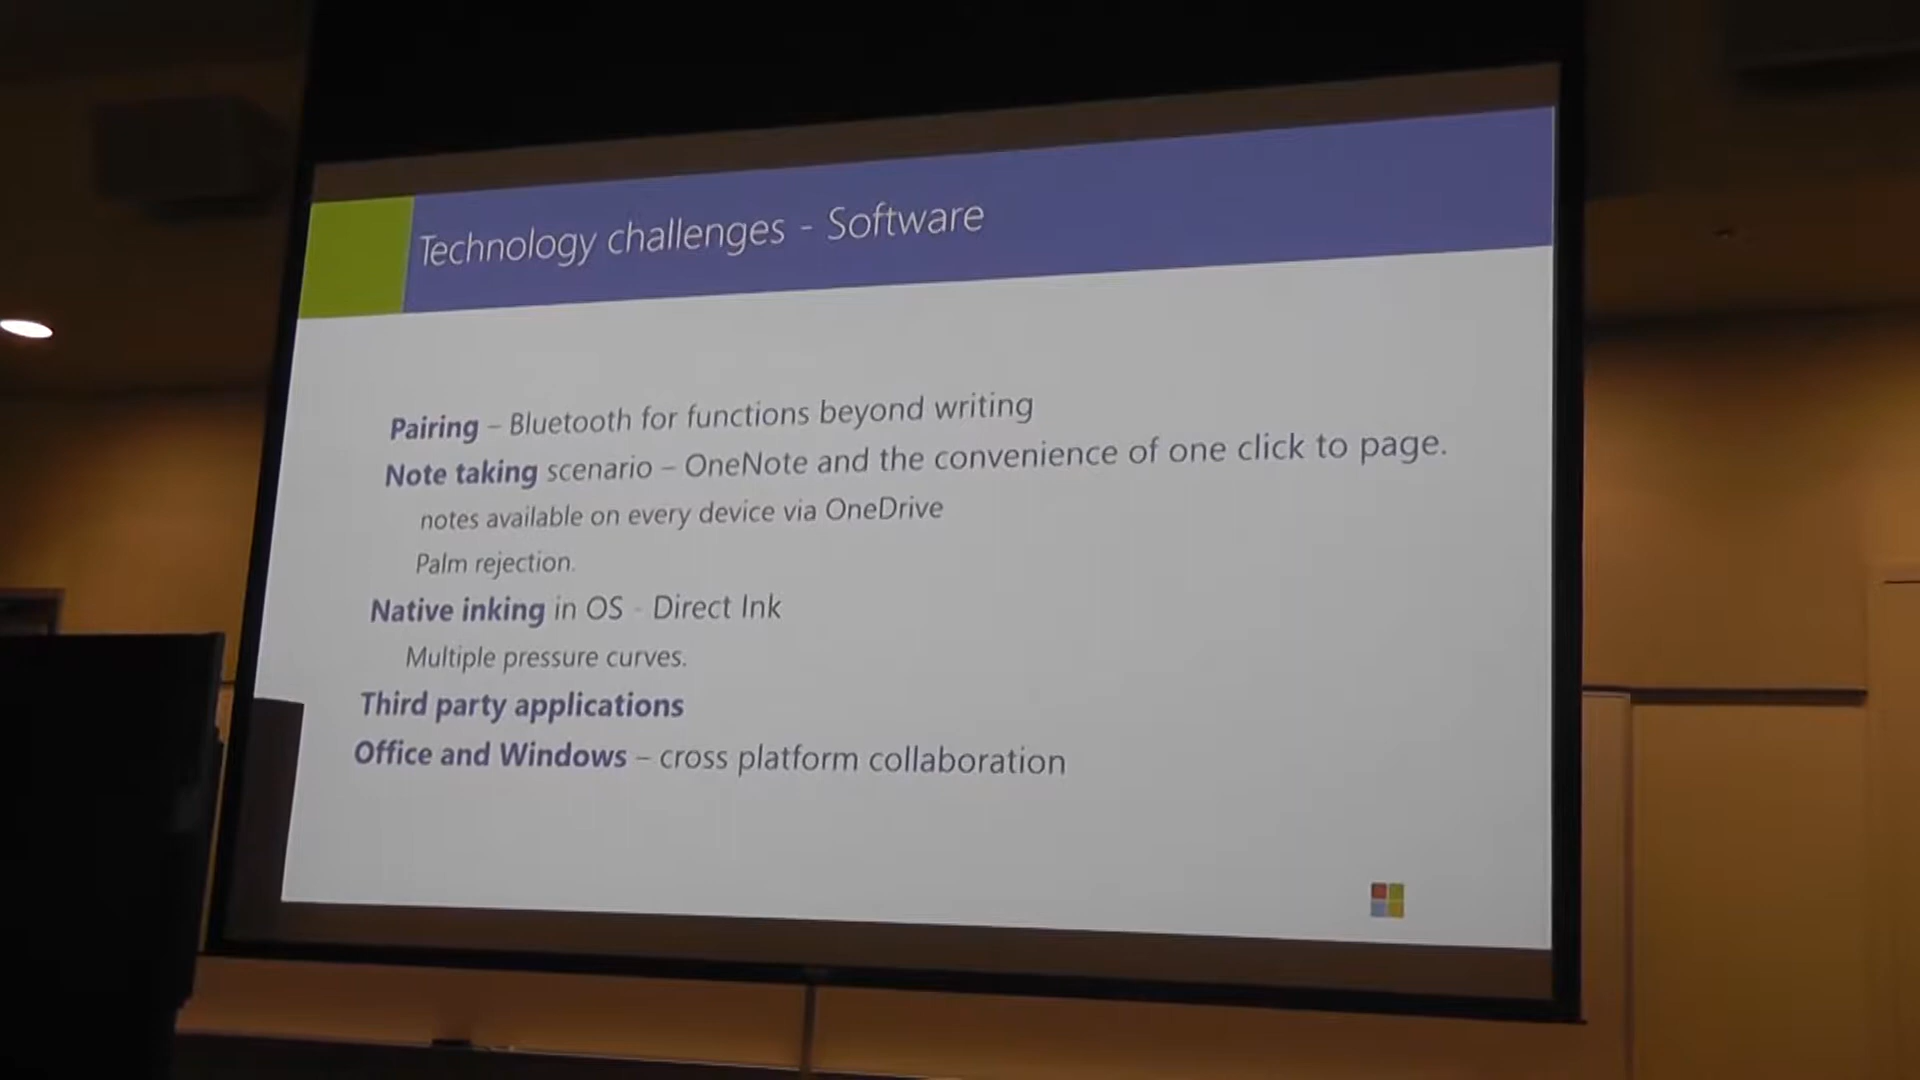 Technology challenges - Software
Pairing – Bluetooth for functions beyond writing
Note taking scenario – OneNote and the convenience of one click to page.
notes available on every device via OneDrive
Palm rejection.
Native inking in OS - Direct Ink
Multiple pressure curves.
Third party applications
Office and Windows – cross platform collaboration